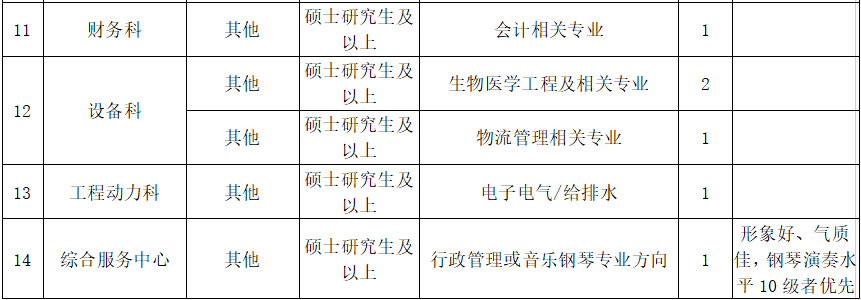 11 财务科 其他 硕士研究生及以上 会计相关专业 1
12 设备科 其他 硕士研究生及以上 生物医学工程及相关专业 2
其他 硕士研究生及以上 物流管理相关专业 1
13 工程动力科 其他 硕士研究生及以上 电子电气/给排水 1
14 综合服务中心 其他 硕士研究生及以上 行政管理或音乐钢琴专业方向 1 形象好、气质佳,钢琴演奏水平 10 级者优先